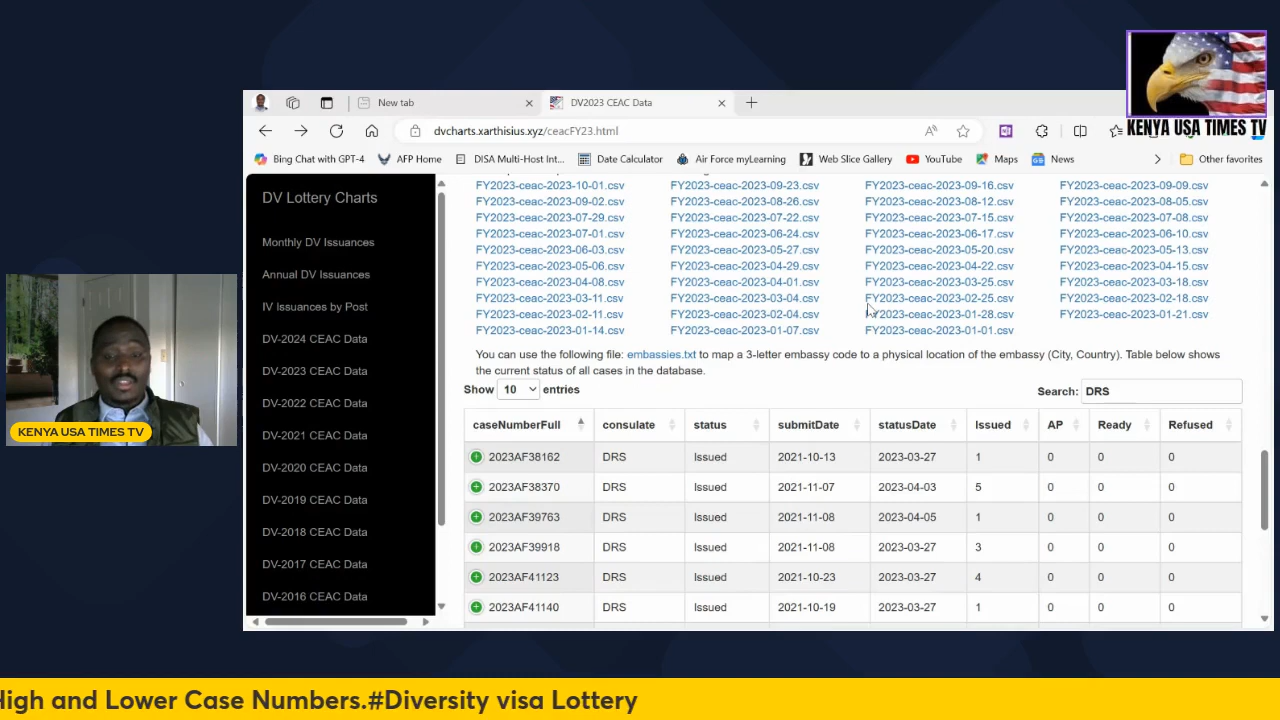 KENYA USA TIMES TV
New tab
DV2023 CEAC Data
dvcharts.xarthisius.xyz/ceacFY23.html
Bing Chat with GPT-4 AFP Home DISA Multi-Host Int... Date Calculator Air Force myLearning Web Slice Gallery YouTube Maps News Other favorites
DV Lottery Charts
Monthly DV Issuances
Annual DV Issuances
IV Issuances by Post
DV-2024 CEAC Data
DV-2023 CEAC Data
DV-2022 CEAC Data
DV-2021 CEAC Data
DV-2020 CEAC Data
DV-2019 CEAC Data
DV-2018 CEAC Data
DV-2017 CEAC Data
DV-2016 CEAC Data
FY2023-ceac-2023-10-01.csv FY2023-ceac-2023-09-23.csv FY2023-ceac-2023-09-16.csv FY2023-ceac-2023-09-09.csv
FY2023-ceac-2023-09-02.csv FY2023-ceac-2023-08-26.csv FY2023-ceac-2023-08-12.csv FY2023-ceac-2023-08-05.csv
FY2023-ceac-2023-07-29.csv FY2023-ceac-2023-07-22.csv FY2023-ceac-2023-07-15.csv FY2023-ceac-2023-07-08.csv
FY2023-ceac-2023-07-01.csv FY2023-ceac-2023-06-24.csv FY2023-ceac-2023-06-17.csv FY2023-ceac-2023-06-10.csv
FY2023-ceac-2023-06-03.csv FY2023-ceac-2023-05-27.csv FY2023-ceac-2023-05-20.csv FY2023-ceac-2023-05-13.csv
FY2023-ceac-2023-05-06.csv FY2023-ceac-2023-04-29.csv FY2023-ceac-2023-04-22.csv FY2023-ceac-2023-04-15.csv
FY2023-ceac-2023-04-08.csv FY2023-ceac-2023-04-01.csv FY2023-ceac-2023-03-25.csv FY2023-ceac-2023-03-18.csv
FY2023-ceac-2023-03-11.csv FY2023-ceac-2023-03-04.csv FY2023-ceac-2023-02-25.csv FY2023-ceac-2023-02-18.csv
FY2023-ceac-2023-02-11.csv FY2023-ceac-2023-02-04.csv FY2023-ceac-2023-01-28.csv FY2023-ceac-2023-01-21.csv
FY2023-ceac-2023-01-14.csv FY2023-ceac-2023-01-07.csv FY2023-ceac-2023-01-01.csv
You can use the following file: embassies.txt to map a 3-letter embassy code to a physical location of the embassy (City, Country). Table below shows
the current status of all cases in the database.
Show 10 entries Search: DRS
caseNumberFull consulate status submitDate statusDate Issued AP Ready Refused
2023AF38162 DRS Issued 2021-10-13 2023-03-27 1 0 0 0
2023AF38370 DRS Issued 2021-11-07 2023-04-03 5 0 0 0
2023AF39763 DRS Issued 2021-11-08 2023-04-05 1 0 0 0
2023AF39918 DRS Issued 2021-11-08 2023-03-27 3 0 0 0
2023AF41123 DRS Issued 2021-10-23 2023-03-27 4 0 0 0
2023AF41140 DRS Issued 2021-10-19 2023-03-27 1 0 0 0
KENYA USA TIMES TV
High and Lower Case Numbers.#Diversity visa Lottery